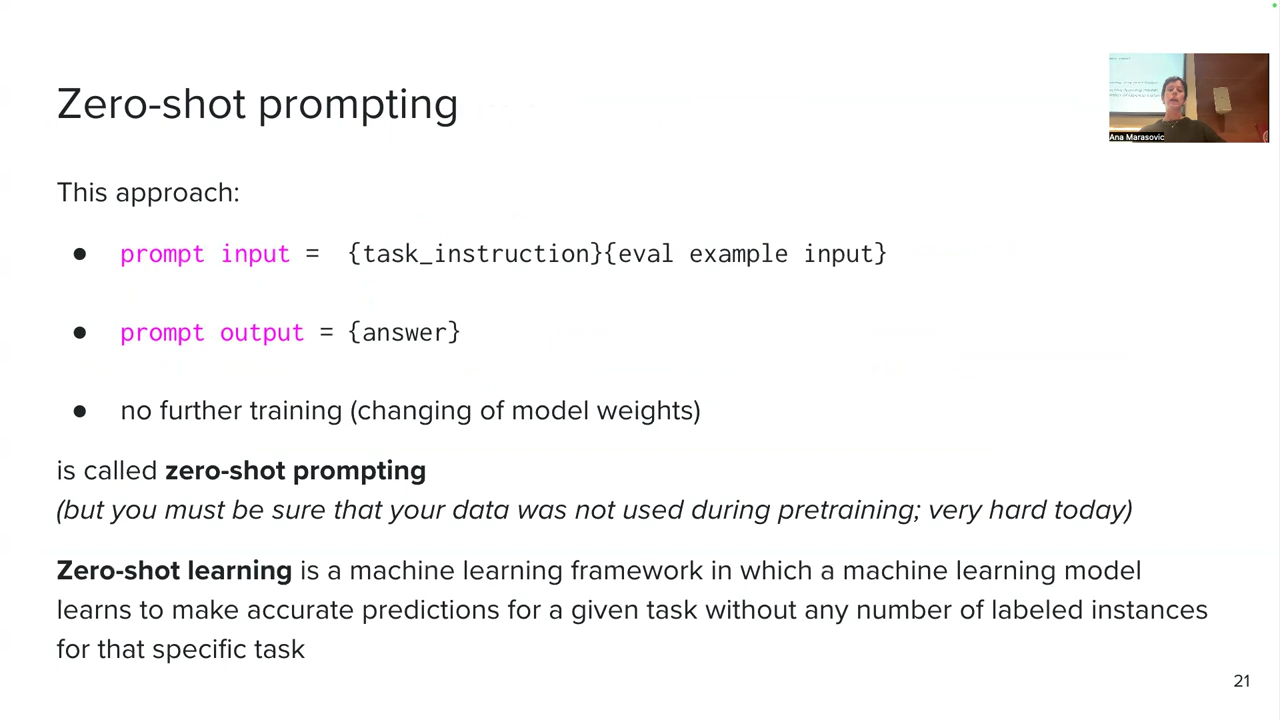 Zero-shot prompting
Ana Marasovic
This approach:
● prompt input = {task_instruction}{eval example input}
● prompt output = {answer}
● no further training (changing of model weights)
is called zero-shot prompting
(but you must be sure that your data was not used during pretraining; very hard today)
Zero-shot learning is a machine learning framework in which a machine learning model
learns to make accurate predictions for a given task without any number of labeled instances
for that specific task
21